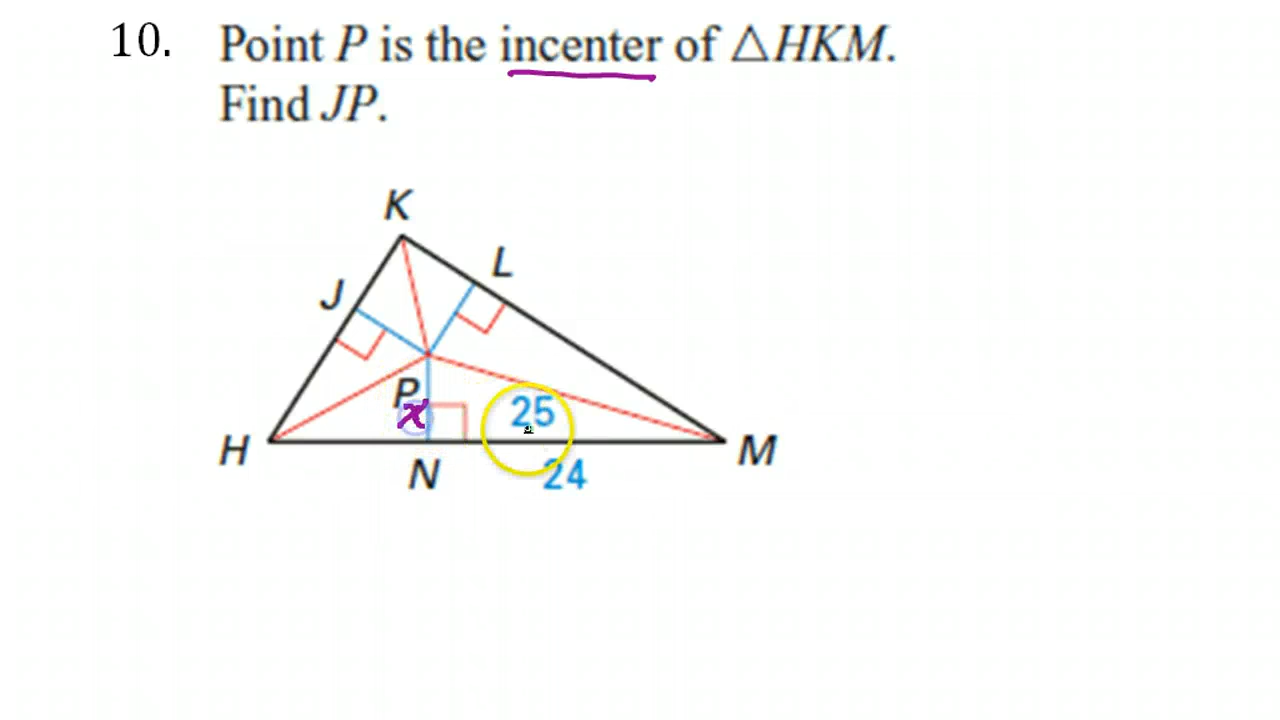 10. Point P is the incenter of △HKM.
Find JP.
K
L
J
P
x
25
H
M
N
24